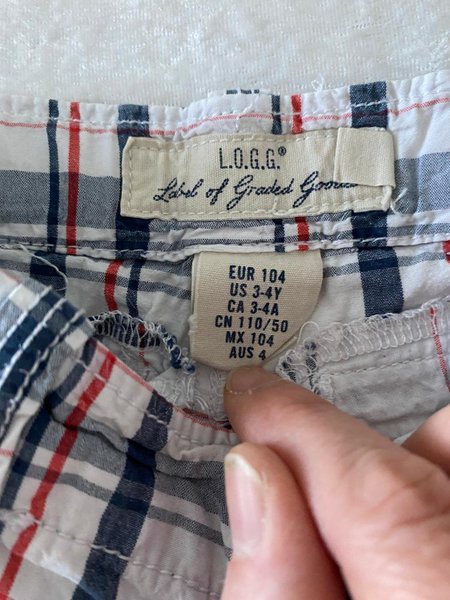 L.O.G.G.®
Label of Graded Goods
EUR 104
US 3-4Y
CA 3-4A
CN 110/50
MX 104
AUS 4